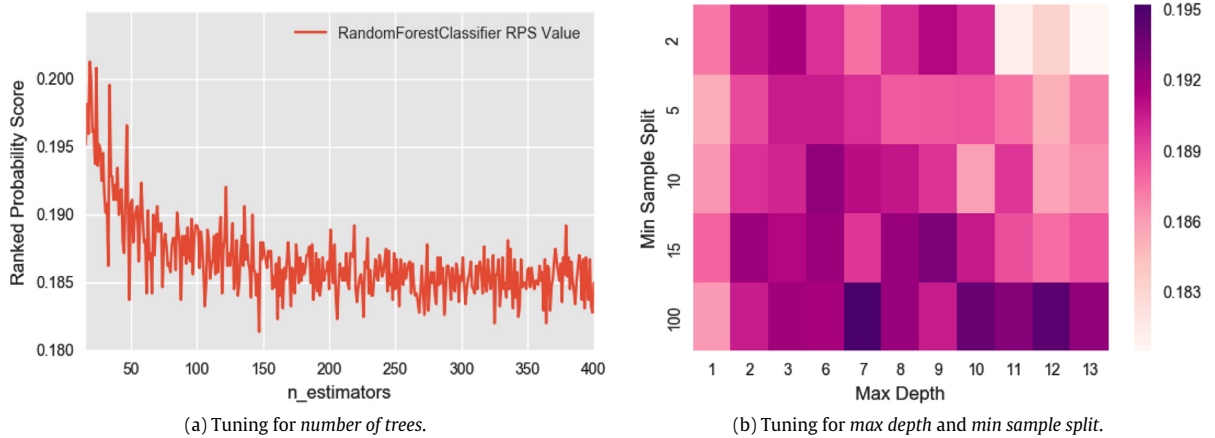 RandomForestClassifier RPS Value
Ranked Probability Score
0.200
0.195
0.190
0.185
0.180
50 100 150 200 250 300 350 400
n_estimators
(a) Tuning for number of trees.
Min Sample Split
2
5
10
15
100
1 2 3 6 7 8 9 10 11 12 13
Max Depth
0.195
0.192
0.189
0.186
0.183
(b) Tuning for max depth and min sample split.